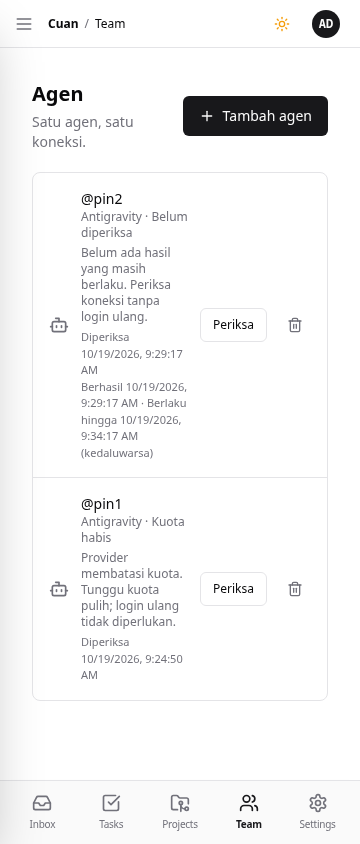 Cuan / Team
AD
Agen
Satu agen, satu
koneksi.
Tambah agen
@pin2
Antigravity · Belum
diperiksa
Belum ada hasil
yang masih
berlaku. Periksa
koneksi tanpa
login ulang.
Diperiksa
10/19/2026, 9:29:17
AM
Berhasil 10/19/2026,
9:29:17 AM · Berlaku
hingga 10/19/2026,
9:34:17 AM
(kedaluwarsa)
Periksa
@pin1
Antigravity · Kuota
habis
Provider
membatasi kuota.
Tunggu kuota
pulih; login ulang
tidak diperlukan.
Diperiksa
10/19/2026, 9:24:50
AM
Periksa
Inbox
Tasks
Projects
Team
Settings